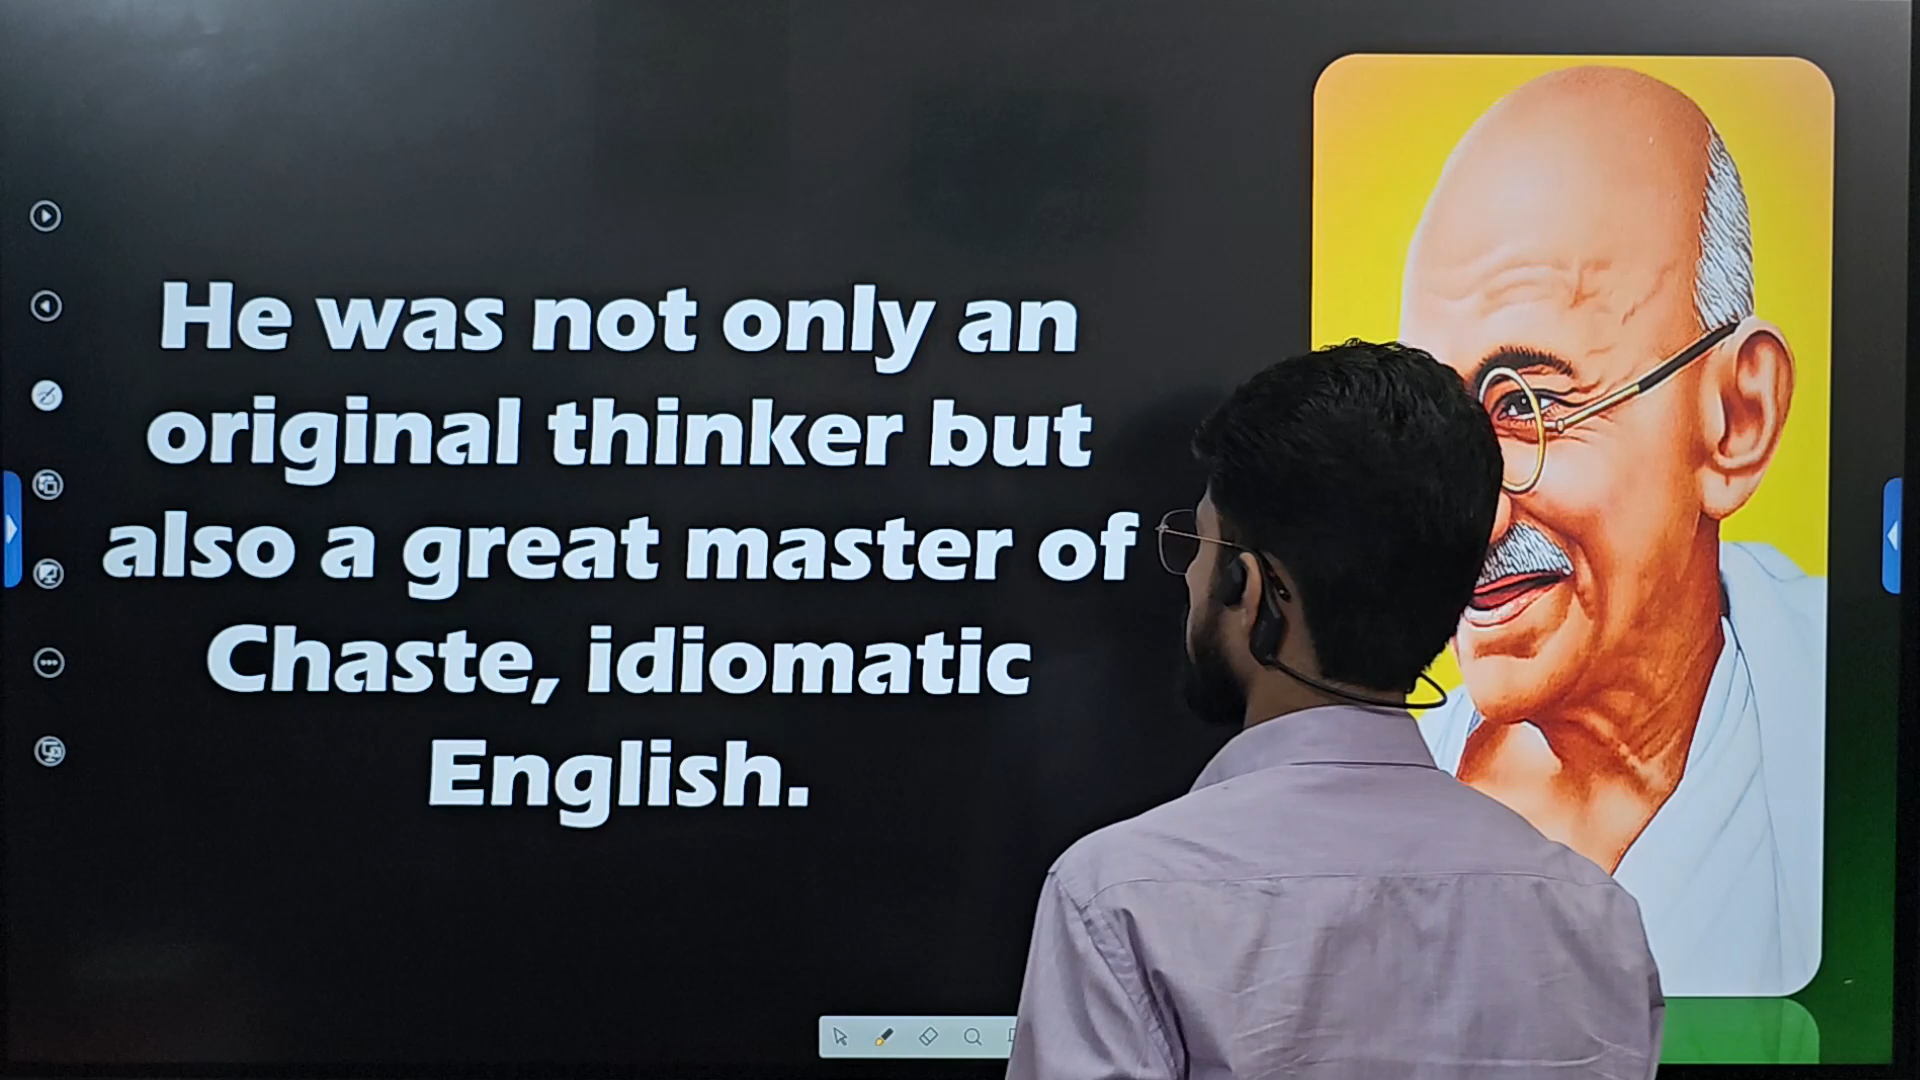 He was not only an
original thinker but
also a great master of
Chaste, idiomatic
English.